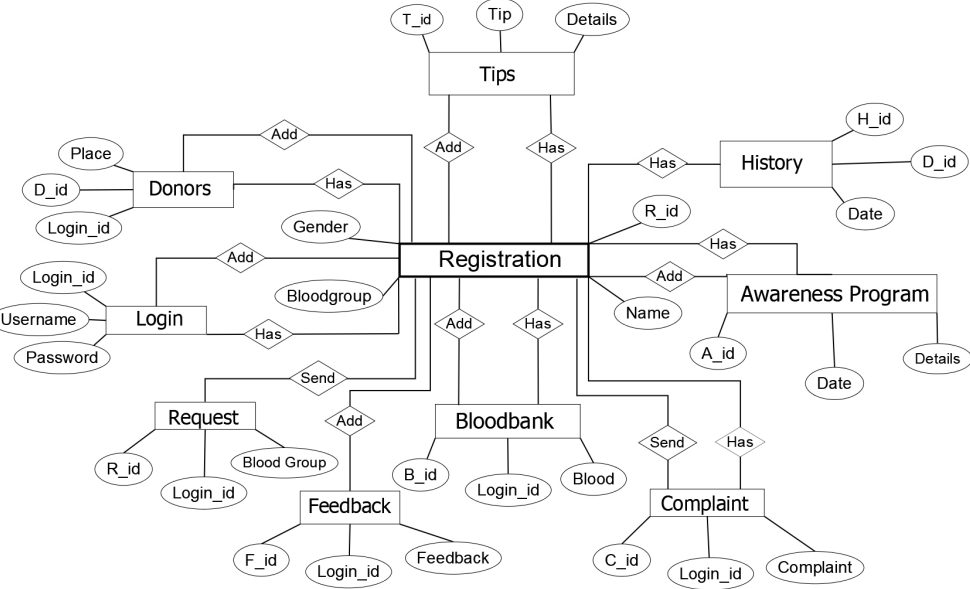 T_id
Tip
Details
Tips
Add
Has
Add
Has
Place
D_id
Login_id
Donors
H_id
D_id
Date
History
Has
Gender
R_id
Registration
Bloodgroup
Name
Add
Has
Login_id
Username
Password
Login
Has
Add
Awareness Program
A_id
Date
Details
Send
Request
R_id
Login_id
Blood Group
Add
Feedback
F_id
Login_id
Feedback
Add
Has
Bloodbank
B_id
Login_id
Blood
Send
Has
Complaint
C_id
Login_id
Complaint